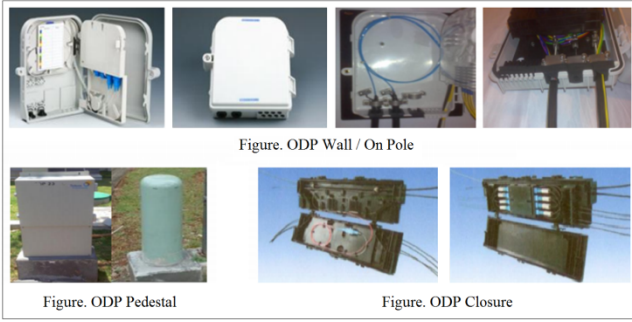 Figure. ODP Wall / On Pole
Figure. ODP Pedestal
Figure. ODP Closure